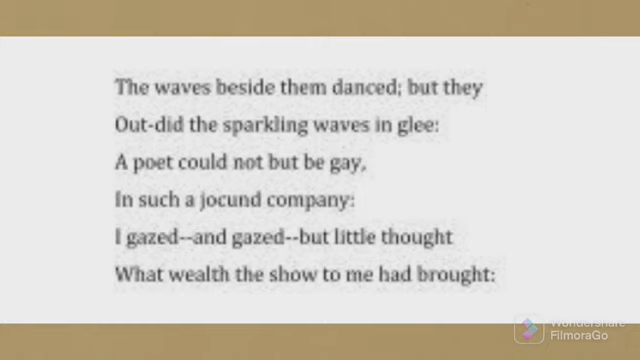 The waves beside them danced; but they
Out-did the sparkling waves in glee:
A poet could not but be gay,
In such a jocund company:
I gazed--and gazed--but little thought
What wealth the show to me had brought:
Wondershare
FilmoraGo